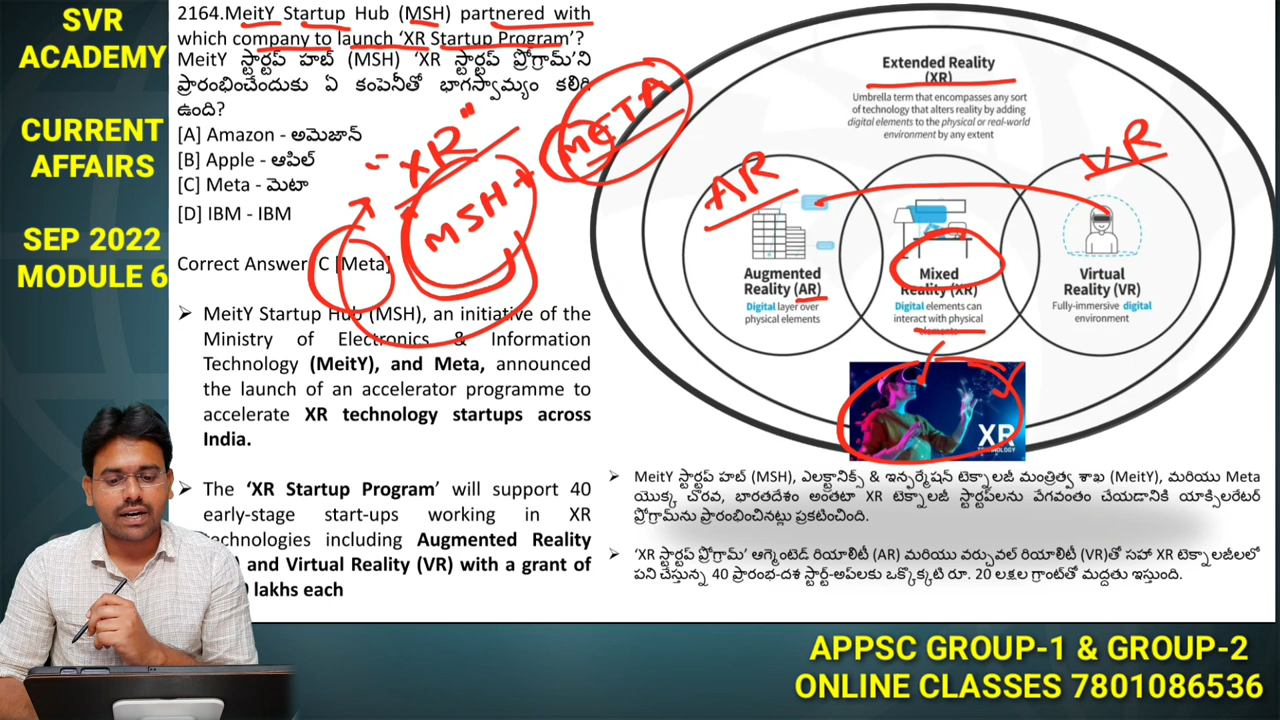 SVR
ACADEMY
CURRENT
AFFAIRS
SEP 2022
MODULE 6
2164.MeitY Startup Hub (MSH) partnered with
which company to launch ‘XR Startup Program’?
MeitY స్టార్టప్ హబ్ (MSH) ‘XR స్టార్టప్ ప్రోగ్రామ్’ని
ప్రారంభించేందుకు ఏ కంపెనీతో భాగస్వామ్యం కలిగి
ఉంది?
[A] Amazon - అమెజాన్
[B] Apple - ఆపిల్
[C] Meta - మెటా
[D] IBM - IBM
Correct Answer: C [Meta]
➢ MeitY Startup Hub (MSH), an initiative of the
Ministry of Electronics & Information
Technology (MeitY), and Meta, announced
the launch of an accelerator programme to
accelerate XR technology startups across
India.
➢ The ‘XR Startup Program’ will support 40
early-stage start-ups working in XR
technologies including Augmented Reality
and Virtual Reality (VR) with a grant of
lakhs each
"XR"
MSH +
META
Extended Reality
(XR)
Umbrella term that encompasses any sort
of technology that alters reality by adding
digital elements to the physical or real-world
environment by any extent
AR
VR
Augmented
Reality (AR)
Digital layer over
physical elements
Mixed
Reality (XR)
Digital elements can
interact with physical
elements
Virtual
Reality (VR)
Fully-immersive digital
environment
XR
TECHNOLOGY
➢ MeitY స్టార్టప్ హబ్ (MSH), ఎలక్ట్రానిక్స్ & ఇన్ఫర్మేషన్ టెక్నాలజీ మంత్రిత్వ శాఖ (MeitY), మరియు Meta
యొక్క చొరవ, భారతదేశం అంతటా XR టెక్నాలజీ స్టార్టప్‌లను వేగవంతం చేయడానికి యాక్సిలరేటర్
ప్రోగ్రామ్‌ను ప్రారంభించినట్లు ప్రకటించింది.
➢ ‘XR స్టార్టప్ ప్రోగ్రామ్’ ఆగ్మెంటెడ్ రియాలిటీ (AR) మరియు వర్చువల్ రియాలిటీ (VR)తో సహా XR టెక్నాలజీలలో
పని చేస్తున్న 40 ప్రారంభ-దశ స్టార్ట్-అప్‌లకు ఒక్కొక్కటి రూ. 20 లక్షల గ్రాంట్‌తో మద్దతు ఇస్తుంది.
APPSC GROUP-1 & GROUP-2
ONLINE CLASSES 7801086536